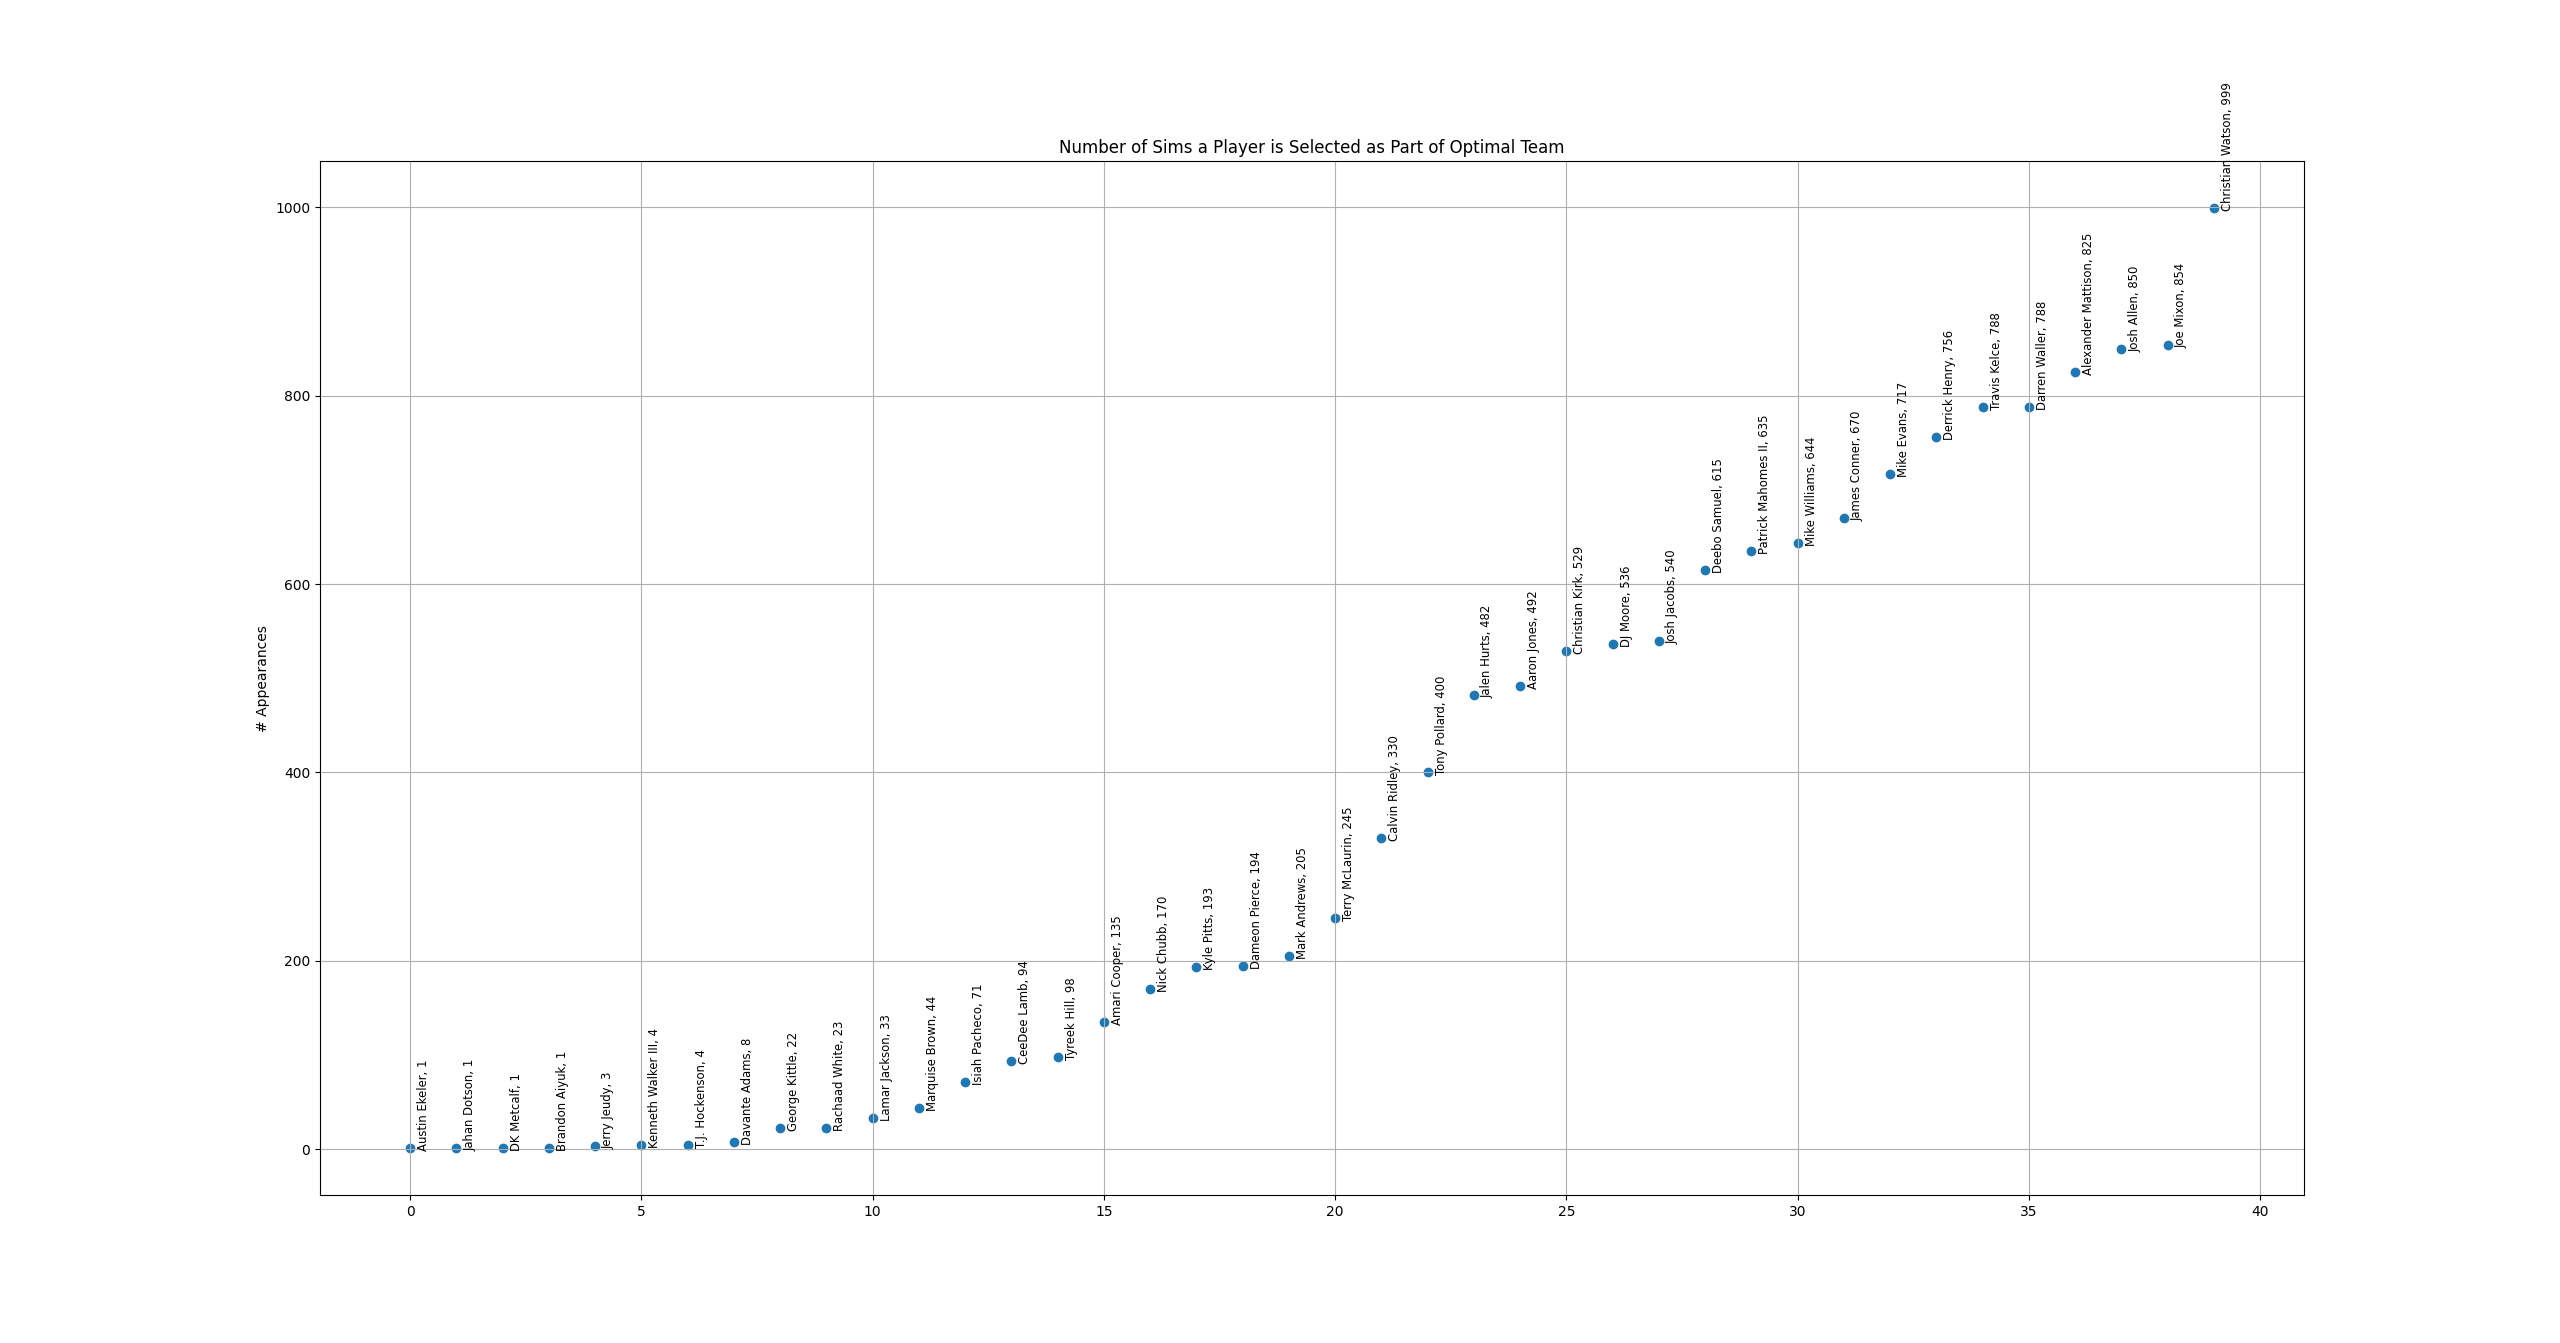 Number of Sims a Player is Selected as Part of Optimal Team
# Appearances
1000
800
600
400
200
0
Austin Ekeler, 1
Jahan Dotson, 1
DK Metcalf, 1
Brandon Aiyuk, 1
Jerry Jeudy, 3
Kenneth Walker III, 4
T.J. Hockenson, 4
Davante Adams, 8
George Kittle, 22
Rachaad White, 23
Lamar Jackson, 33
Marquise Brown, 44
Isiah Pacheco, 71
CeeDee Lamb, 94
Tyreek Hill, 98
Amari Cooper, 135
Nick Chubb, 170
Kyle Pitts, 193
Dameon Pierce, 194
Mark Andrews, 205
Terry McLaurin, 245
Calvin Ridley, 330
Tony Pollard, 400
Jalen Hurts, 482
Aaron Jones, 492
Christian Kirk, 529
DJ Moore, 536
Josh Jacobs, 540
Deebo Samuel, 615
Patrick Mahomes II, 635
Mike Williams, 644
James Conner, 670
Mike Evans, 717
Derrick Henry, 756
Travis Kelce, 788
Darren Waller, 788
Alexander Mattison, 825
Josh Allen, 850
Joe Mixon, 854
Christian Watson, 999
0 5 10 15 20 25 30 35 40